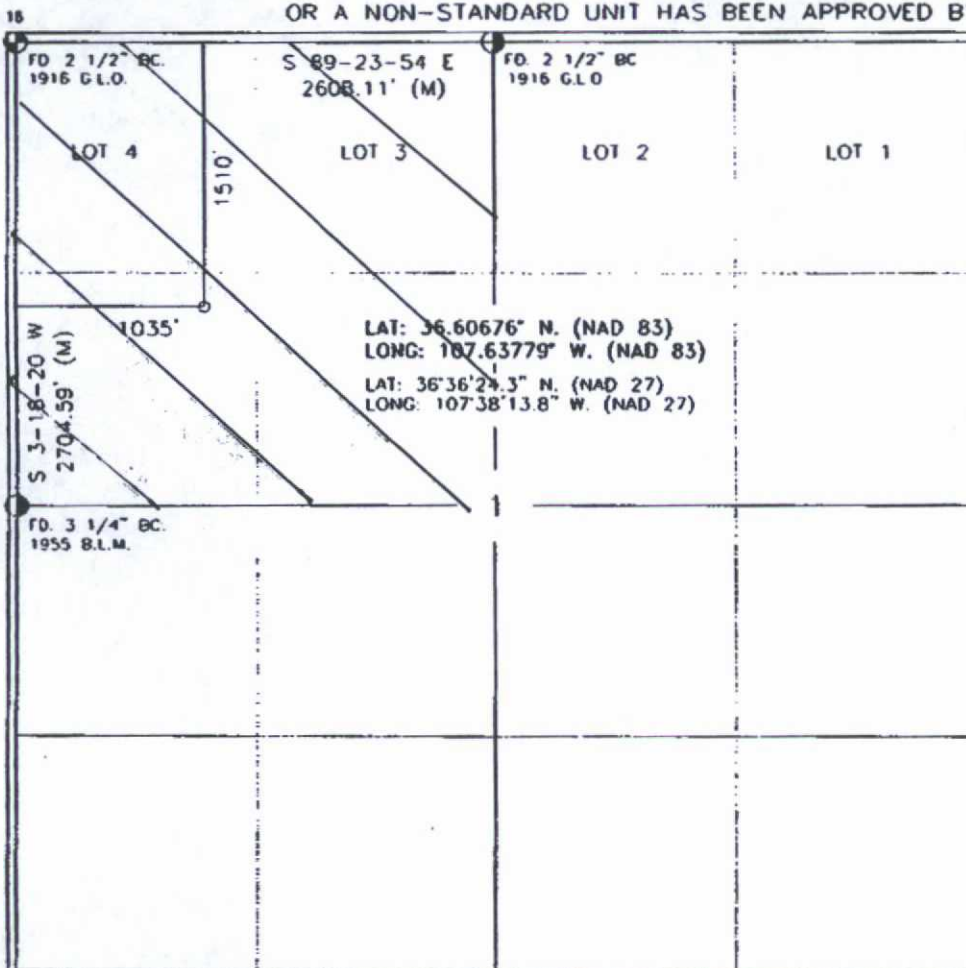 OR A NON-STANDARD UNIT HAS BEEN APPROVED B
16
FD. 2 1/2" BC.
1916 G.L.O.
S 89-23-54 E
2608.11' (M)
FD. 2 1/2" BC
1916 G.L.O
LOT 4
1510'
LOT 3
LOT 2
LOT 1
1035'
LAT: 36.60676° N. (NAD 83)
LONG: 107.63779° W. (NAD 83)
LAT: 36°36'24.3" N. (NAD 27)
LONG: 107°38'13.8" W. (NAD 27)
S 3-18-20 W
2704.59' (M)
FD. 3 1/4" BC.
1955 B.L.M.
1